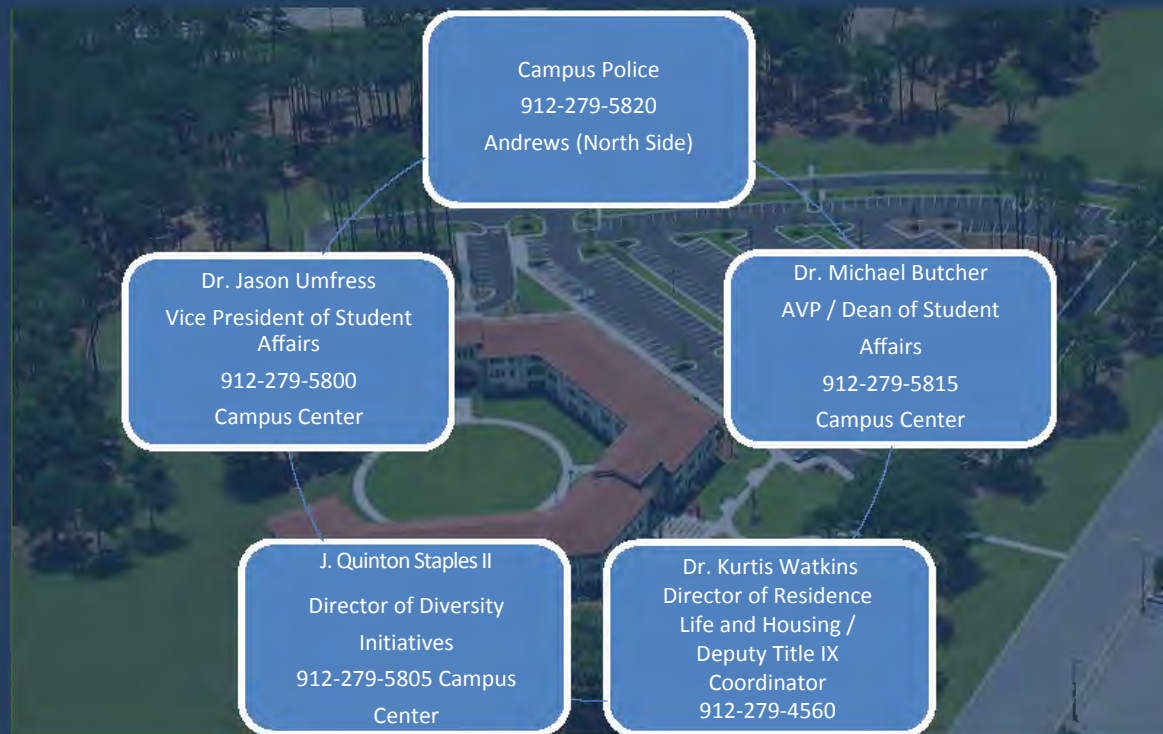 Campus Police
912-279-5820
Andrews (North Side)
Dr. Jason Umfress
Vice President of Student
Affairs
912-279-5800
Campus Center
Dr. Michael Butcher
AVP / Dean of Student
Affairs
912-279-5815
Campus Center
J. Quinton Staples II
Director of Diversity
Initiatives
912-279-5805 Campus
Center
Dr. Kurtis Watkins
Director of Residence
Life and Housing /
Deputy Title IX
Coordinator
912-279-4560